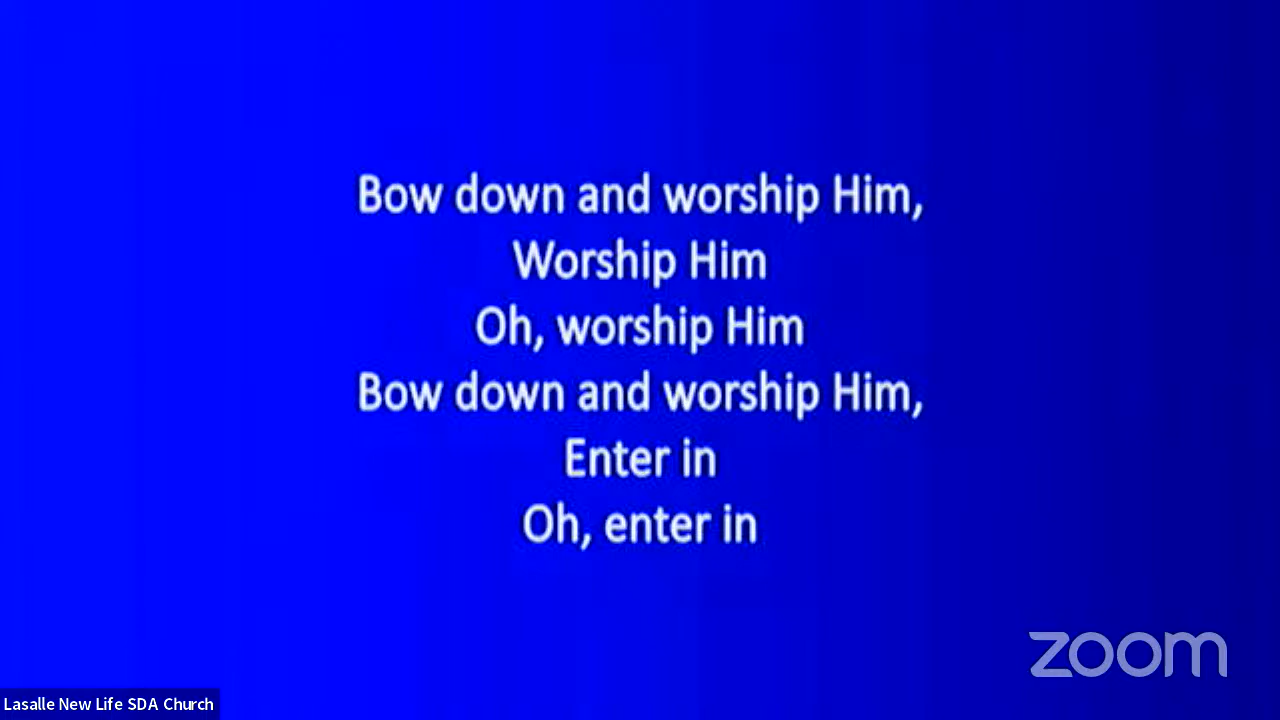 Bow down and worship Him,
Worship Him
Oh, worship Him
Bow down and worship Him,
Enter in
Oh, enter in
zoom
Lasalle New Life SDA Church